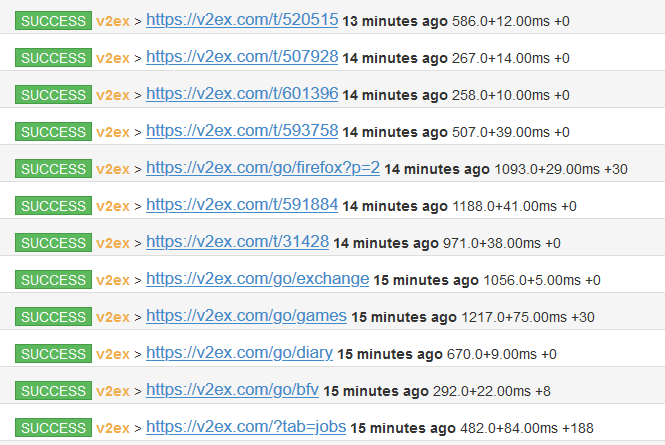 SUCCESS v2ex > https://v2ex.com/t/520515 13 minutes ago 586.0+12.00ms +0
SUCCESS v2ex > https://v2ex.com/t/507928 14 minutes ago 267.0+14.00ms +0
SUCCESS v2ex > https://v2ex.com/t/601396 14 minutes ago 258.0+10.00ms +0
SUCCESS v2ex > https://v2ex.com/t/593758 14 minutes ago 507.0+39.00ms +0
SUCCESS v2ex > https://v2ex.com/go/firefox?p=2 14 minutes ago 1093.0+29.00ms +30
SUCCESS v2ex > https://v2ex.com/t/591884 14 minutes ago 1188.0+41.00ms +0
SUCCESS v2ex > https://v2ex.com/t/31428 14 minutes ago 971.0+38.00ms +0
SUCCESS v2ex > https://v2ex.com/go/exchange 15 minutes ago 1056.0+5.00ms +0
SUCCESS v2ex > https://v2ex.com/go/games 15 minutes ago 1217.0+75.00ms +30
SUCCESS v2ex > https://v2ex.com/go/diary 15 minutes ago 670.0+9.00ms +0
SUCCESS v2ex > https://v2ex.com/go/bfv 15 minutes ago 292.0+22.00ms +8
SUCCESS v2ex > https://v2ex.com/?tab=jobs 15 minutes ago 482.0+84.00ms +188